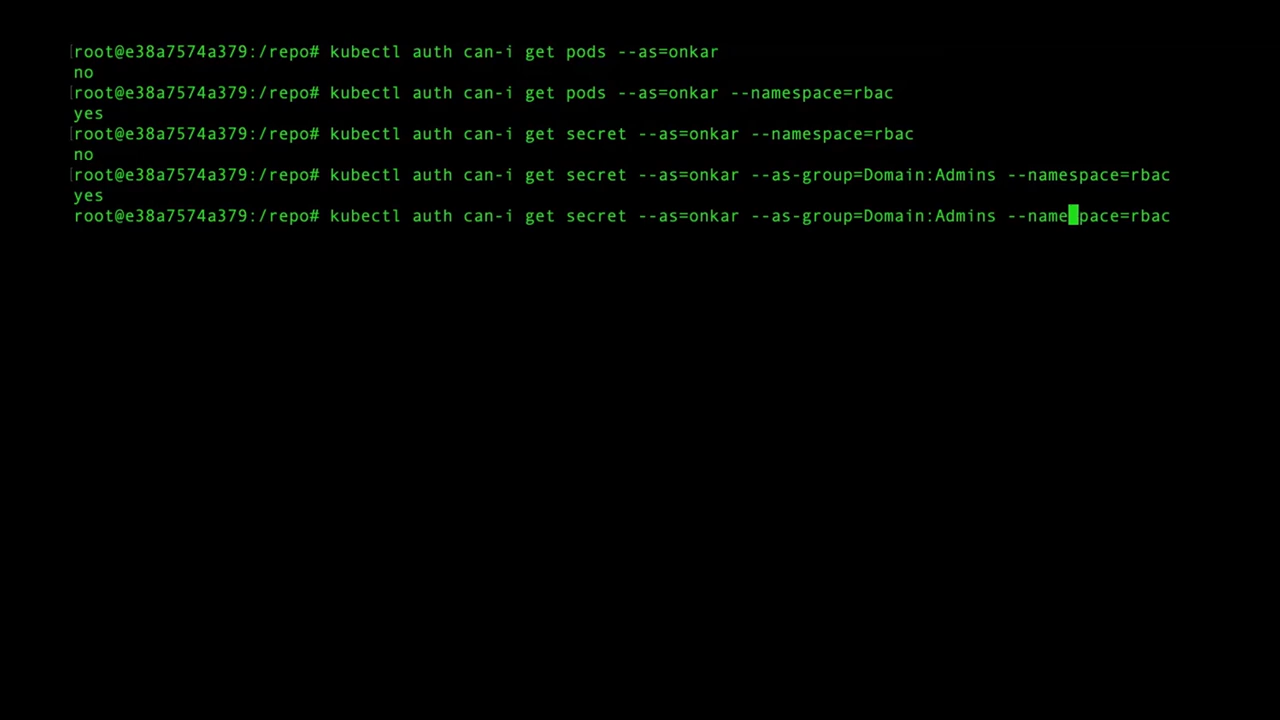 root@e38a7574a379:/repo# kubectl auth can-i get pods --as=onkar
no
root@e38a7574a379:/repo# kubectl auth can-i get pods --as=onkar --namespace=rbac
yes
root@e38a7574a379:/repo# kubectl auth can-i get secret --as=onkar --namespace=rbac
no
root@e38a7574a379:/repo# kubectl auth can-i get secret --as=onkar --as-group=Domain:Admins --namespace=rbac
yes
root@e38a7574a379:/repo# kubectl auth can-i get secret --as=onkar --as-group=Domain:Admins --namespace=rbac